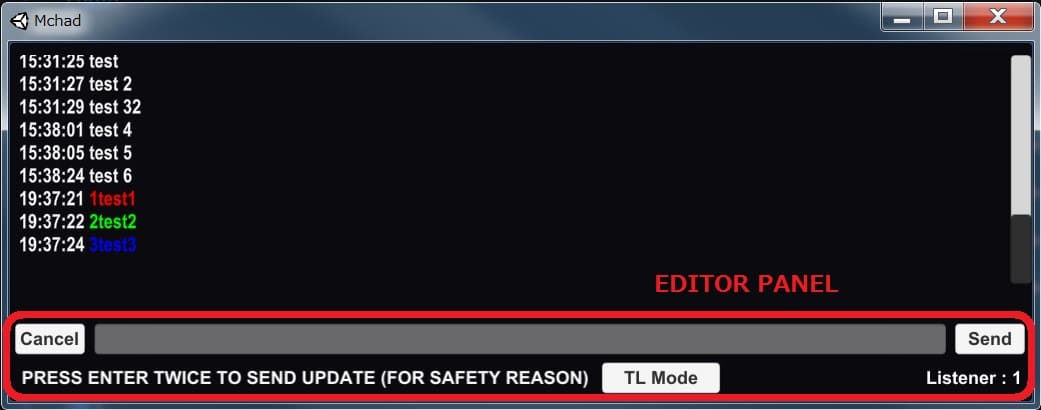 Mchad
15:31:25 test
15:31:27 test 2
15:31:29 test 32
15:38:01 test 4
15:38:05 test 5
15:38:24 test 6
19:37:21 1test1
19:37:22 2test2
19:37:24 3test3
EDITOR PANEL
Cancel Send
PRESS ENTER TWICE TO SEND UPDATE (FOR SAFETY REASON) TL Mode Listener : 1